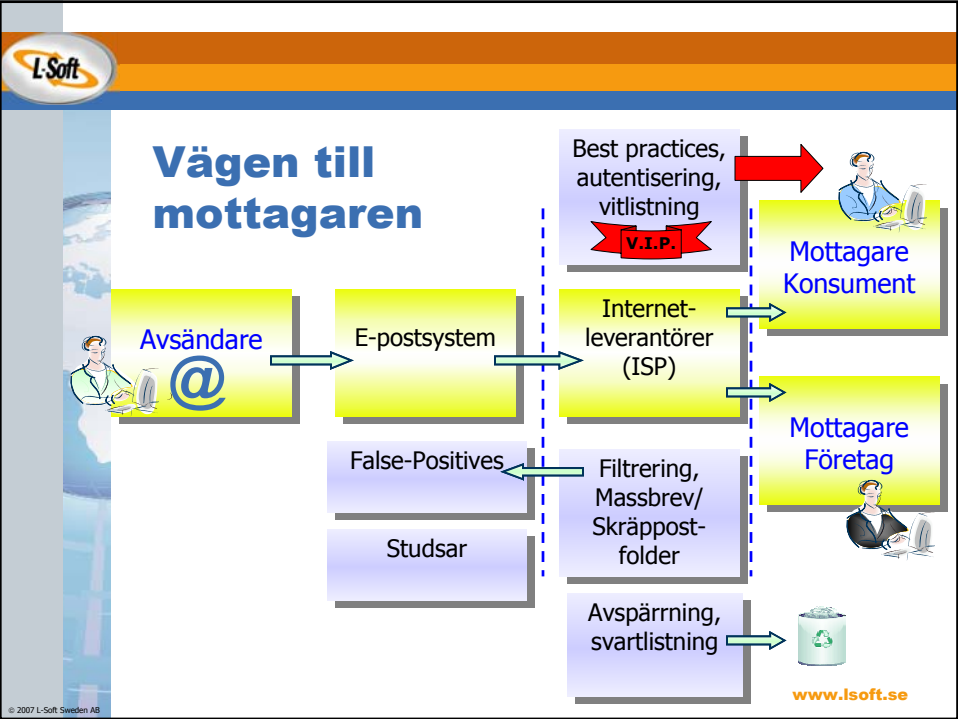 L-Soft
Vägen till
mottagaren
Best practices,
autentisering,
vitlistning
V.I.P.
Mottagare
Konsument
Avsändare
@
E-postsystem
Internet-
leverantörer
(ISP)
Mottagare
Företag
False-Positives
Filtrering,
Massbrev/
Skräppost-
folder
Studsar
Avspärrning,
svartlistning
www.lsoft.se
© 2007 L-Soft Sweden AB